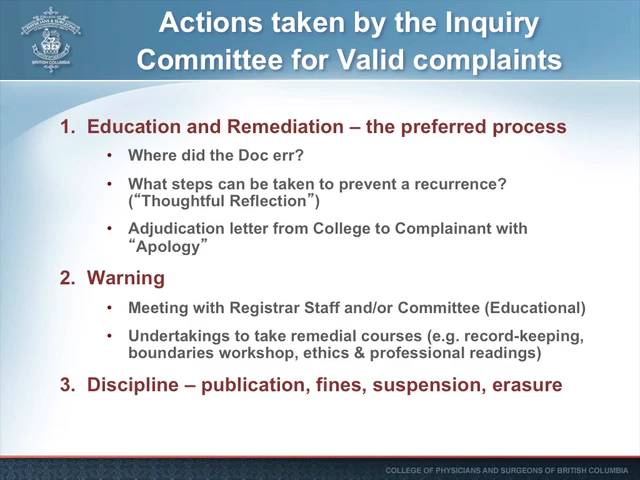 Actions taken by the Inquiry
Committee for Valid complaints
1. Education and Remediation – the preferred process
• Where did the Doc err?
• What steps can be taken to prevent a recurrence?
(“Thoughtful Reflection”)
• Adjudication letter from College to Complainant with
“Apology”
2. Warning
• Meeting with Registrar Staff and/or Committee (Educational)
• Undertakings to take remedial courses (e.g. record-keeping,
boundaries workshop, ethics & professional readings)
3. Discipline – publication, fines, suspension, erasure
COLLEGE OF PHYSICIANS AND SURGEONS OF BRITISH COLUMBIA
BRITISH COLUMBIA